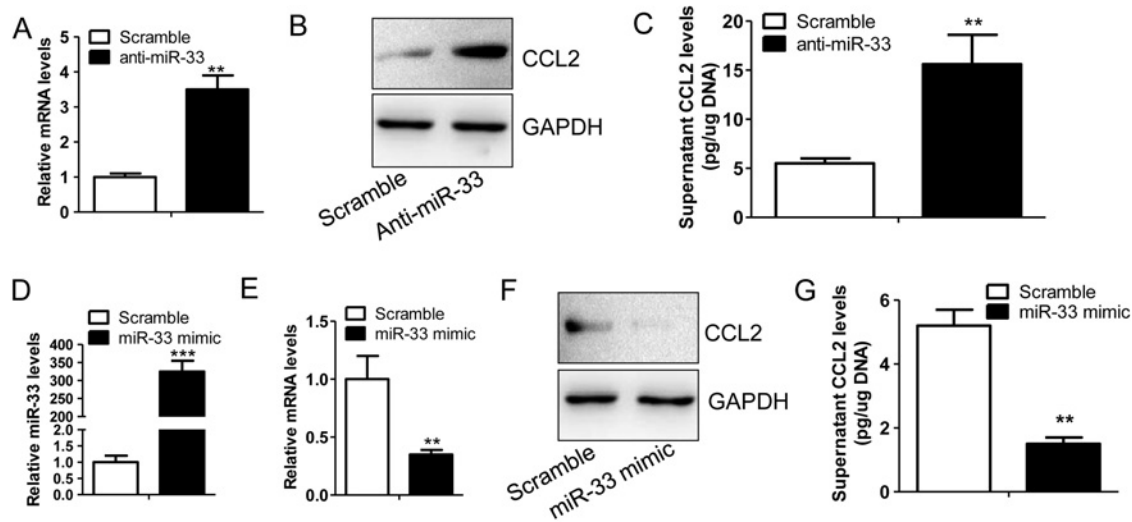 A
Relative mRNA levels
5
4
3
2
1
0
Scramble
anti-miR-33
**
B
CCL2
GAPDH
Scramble
Anti-miR-33
C
Supernatant CCL2 levels
(pg/ug DNA)
20
15
10
5
0
Scramble
anti-miR-33
**
D
Relative miR-33 levels
400
350
300
250
200
2.0
1.5
1.0
0.5
0.0
Scramble
miR-33 mimic
***
E
Relative mRNA levels
1.5
1.0
0.5
0.0
Scramble
miR-33 mimic
**
F
CCL2
GAPDH
Scramble
miR-33 mimic
G
Supernatant CCL2 levels
(pg/ug DNA)
6
4
2
0
Scramble
miR-33 mimic
**